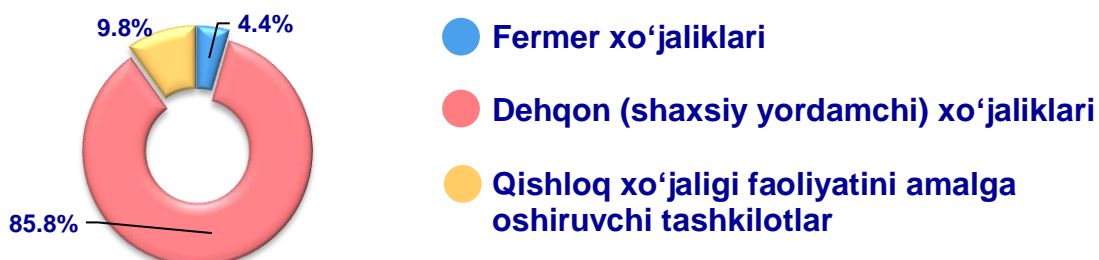 9.8%
4.4%
85.8%
Fermer xo‘jaliklari
Dehqon (shaxsiy yordamchi) xo‘jaliklari
Qishloq xo‘jaligi faoliyatini amalga
oshiruvchi tashkilotlar